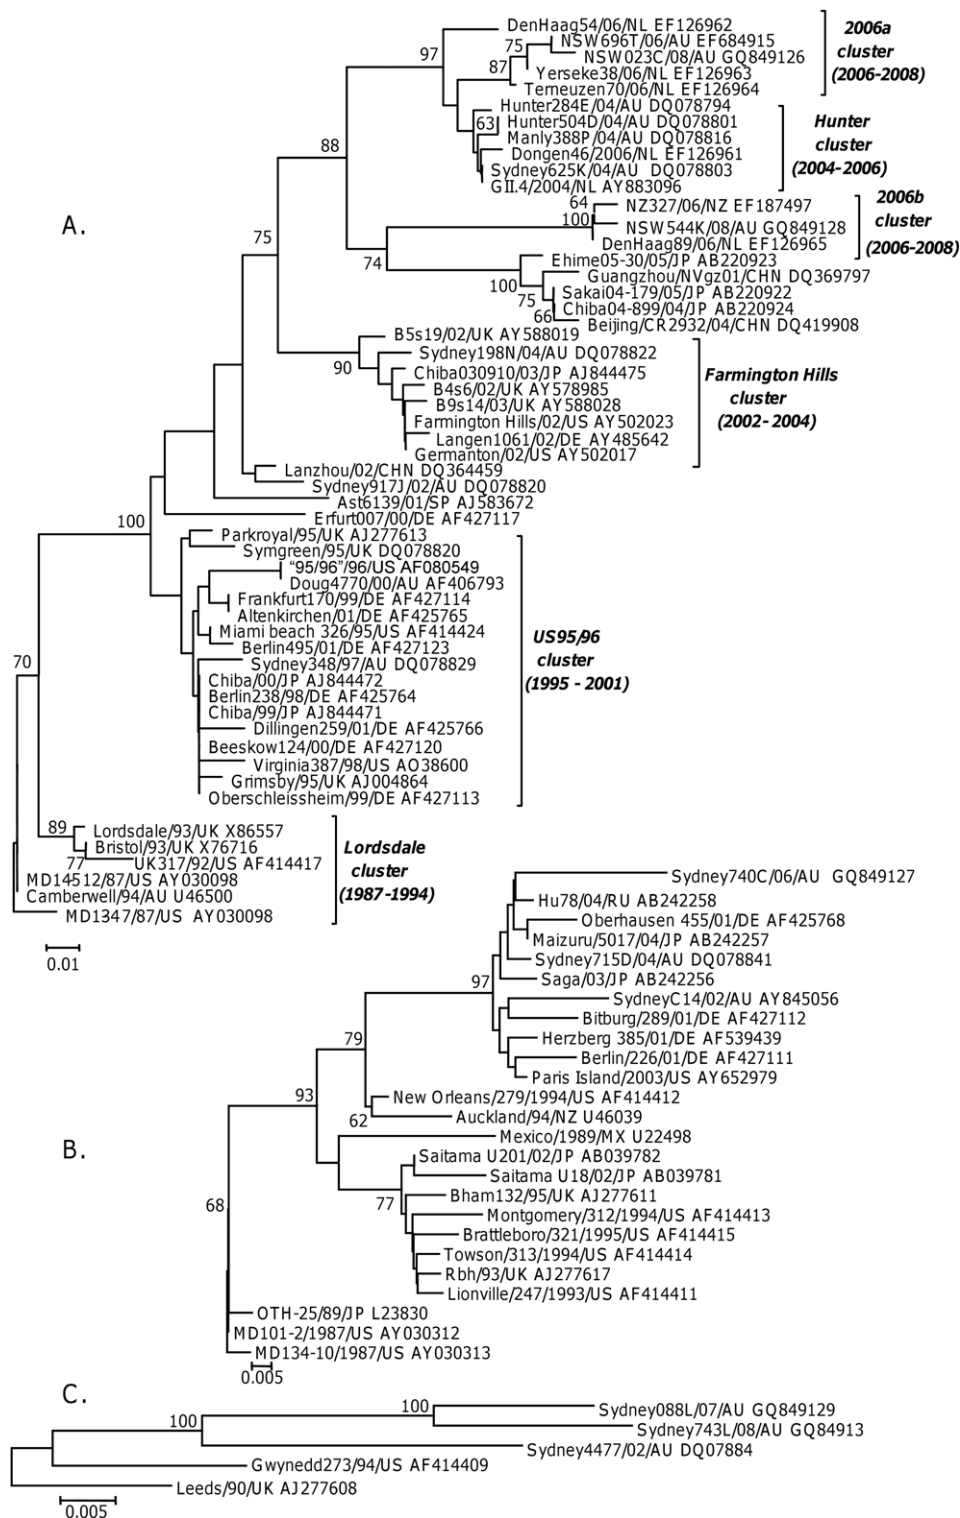 DenHaag54/06/NL EF126962
97
75
NSW696T/06/AU EF684915
NSW023C/08/AU GQ849126
87
Yerseke38/06/NL EF126963
Terneuzen70/06/NL EF126964
2006a
cluster
(2006-2008)
Hunter284E/04/AU DQ078794
63
Hunter504D/04/AU DQ078801
Manly388P/04/AU DQ078816
Dongen46/2006/NL EF126961
Sydney625K/04/AU DQ078803
GII.4/2004/NL AY883096
Hunter
cluster
(2004-2006)
88
A.
64
NZ327/06/NZ EF187497
100
NSW544K/08/AU GQ849128
DenHaag89/06/NL EF126965
2006b
cluster
(2006-2008)
75
74
Ehime05-30/05/JP AB220923
100
Guangzhou/NVgz01/CHN DQ369797
75
Sakai04-179/05/JP AB220922
Chiba04-899/04/JP AB220924
66
Beijing/CR2932/04/CHN DQ419908
B5s19/02/UK AY588019
90
Sydney198N/04/AU DQ078822
Chiba030910/03/JP AJ844475
B4s6/02/UK AY578985
B9s14/03/UK AY588028
Farmington Hills/02/US AY502023
Langen1061/02/DE AY485642
Germanton/02/US AY502017
Farmington Hills
cluster
(2002-2004)
Lanzhou/02/CHN DQ364459
Sydney917J/02/AU DQ078820
Ast6139/01/SP AJ583672
Erfurt007/00/DE AF427117
100
Parkroyal/95/UK AJ277613
Symgreen/95/UK DQ078820
"95/96"/96/US AF080549
Doug4770/00/AU AF406793
Frankfurt170/99/DE AF427114
Altenkirchen/01/DE AF425765
Miami beach 326/95/US AF414424
Berlin495/01/DE AF427123
Sydney348/97/AU DQ078829
Chiba/00/JP AJ844472
Berlin238/98/DE AF425764
Chiba/99/JP AJ844471
Dillingen259/01/DE AF425766
Beeskow124/00/DE AF427120
Virginia387/98/US AO38600
Grimsby/95/UK AJ004864
Oberschleissheim/99/DE AF427113
US95/96
cluster
(1995 - 2001)
70
89
Lordsdale/93/UK X86557
Bristol/93/UK X76716
77
UK317/92/US AF414417
MD14512/87/US AY030098
Camberwell/94/AU U46500
MD1347/87/US AY030098
Lordsdale
cluster
(1987-1994)
0.01
Sydney740C/06/AU GQ849127
Hu78/04/RU AB242258
Oberhausen 455/01/DE AF425768
Maizuru/5017/04/JP AB242257
Sydney715D/04/AU DQ078841
97
Saga/03/JP AB242256
SydneyC14/02/AU AY845056
Bitburg/289/01/DE AF427112
Herzberg 385/01/DE AF539439
Berlin/226/01/DE AF427111
Paris Island/2003/US AY652979
79
93
New Orleans/279/1994/US AF414412
62
Auckland/94/NZ U46039
B.
Mexico/1989/MX U22498
Saitama U201/02/JP AB039782
Saitama U18/02/JP AB039781
77
Bham132/95/UK AJ277611
Montgomery/312/1994/US AF414413
Brattleboro/321/1995/US AF414415
Towson/313/1994/US AF414414
Rbh/93/UK AJ277617
Lionville/247/1993/US AF414411
68
OTH-25/89/JP L23830
MD101-2/1987/US AY030312
MD134-10/1987/US AY030313
0.005
C.
100
Sydney088L/07/AU GQ849129
100
Sydney743L/08/AU GQ84913
Sydney4477/02/AU DQ07884
Gwynedd273/94/US AF414409
Leeds/90/UK AJ277608
0.005